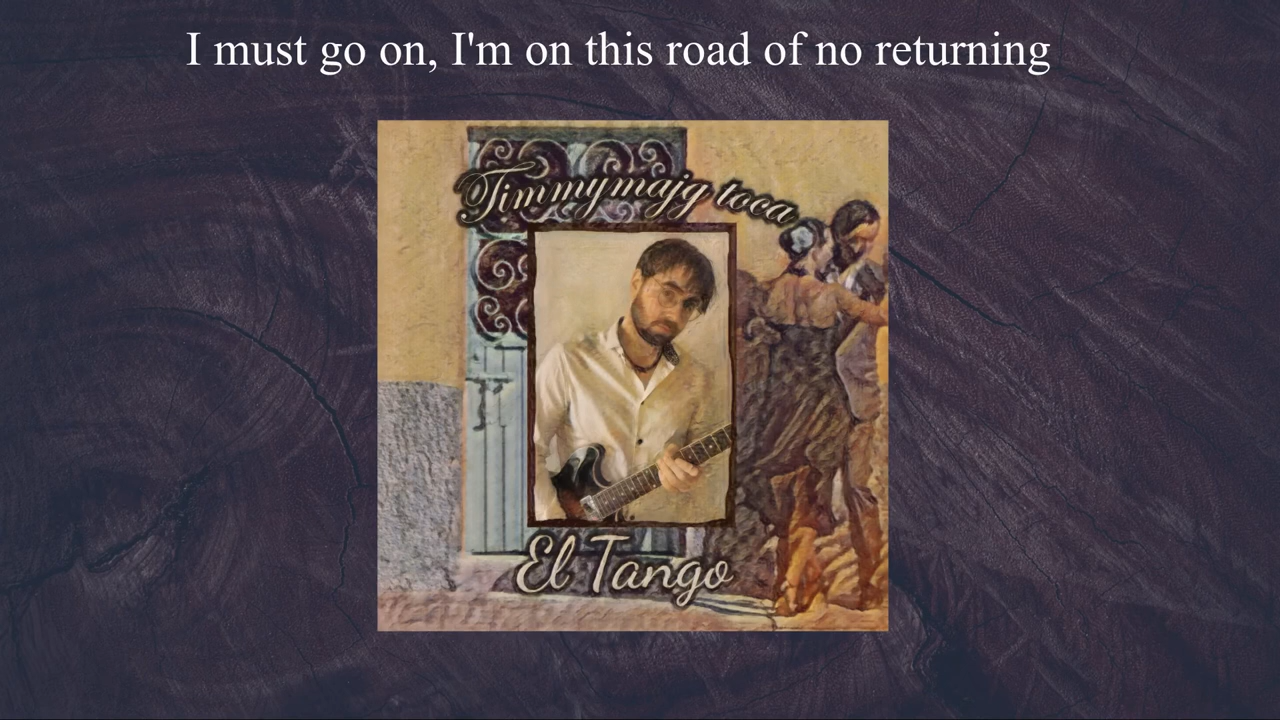 I must go on, I'm on this road of no returning
Timmymajg toca
El Tango